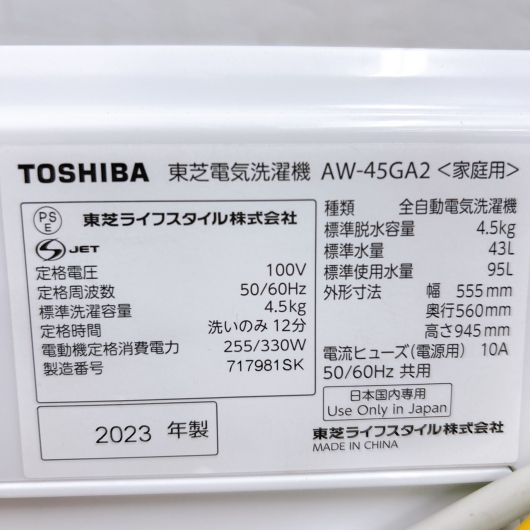 TOSHIBA 東芝電気洗濯機 AW-45GA2 <家庭用>
PS E 東芝ライフスタイル株式会社
S JET
定格電圧 100V
定格周波数 50/60Hz
標準洗濯容量 4.5kg
定格時間 洗いのみ 12分
電動機定格消費電力 255/330W
製造番号 717981SK
2023 年製
種類 全自動電気洗濯機
標準脱水容量 4.5kg
標準水量 43L
標準使用水量 95L
外形寸法 幅 555mm
奥行560mm
高さ945mm
電流ヒューズ(電源用) 10A
50/60Hz 共用
日本国内専用
Use Only in Japan
東芝ライフスタイル株式会社
MADE IN CHINA